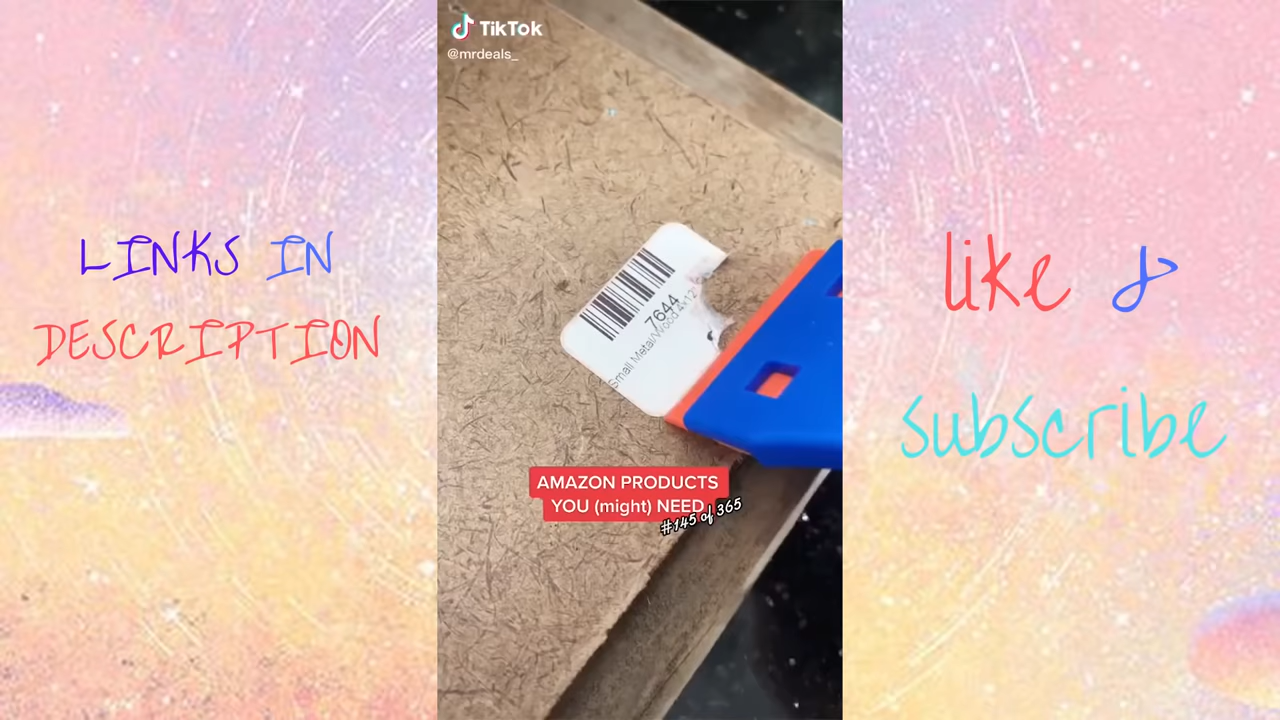 TikTok
@mrdeals_
LINKS IN
DESCRIPTION
7644
Small Metal/Wood 4x12"
AMAZON PRODUCTS
YOU (might) NEED
#145 of 365
like &
subscribe